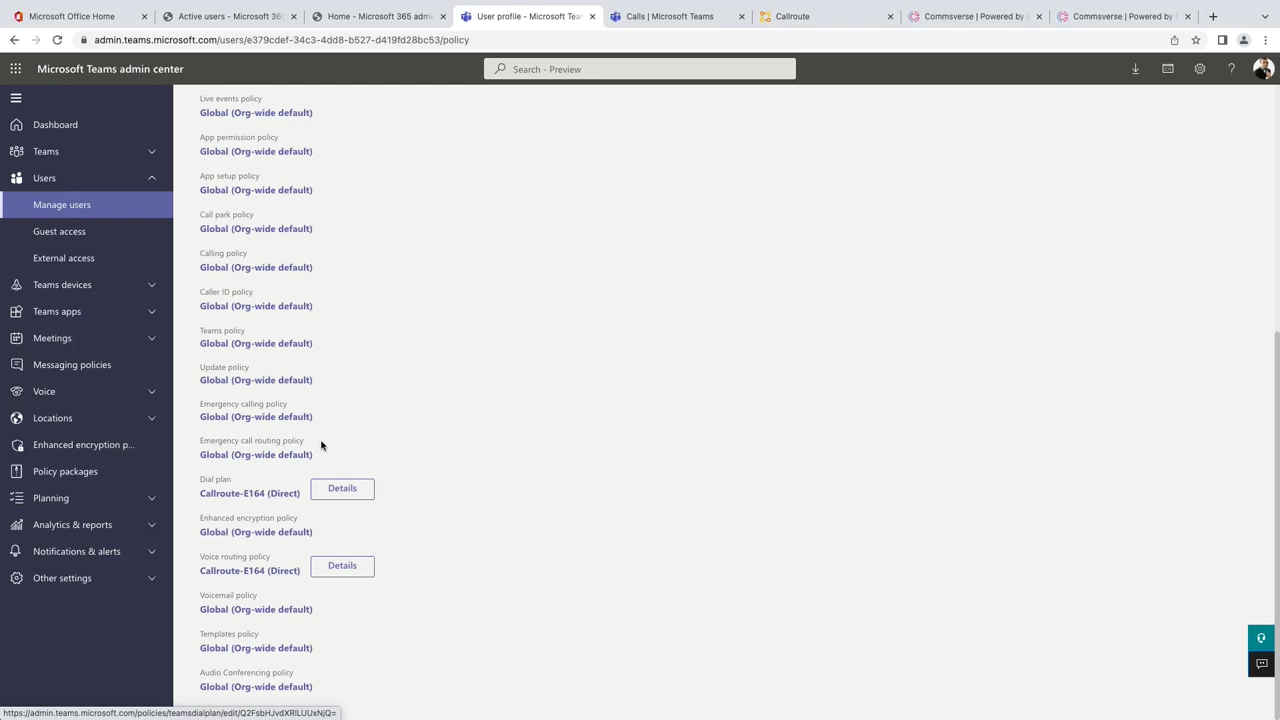 Microsoft Office Home
Active users - Microsoft 365
Home - Microsoft 365 admin
User profile - Microsoft Tea
Calls | Microsoft Teams
Callroute
Commsverse | Powered by
Commsverse | Powered by
admin.teams.microsoft.com/users/e379cdef-34c3-4dd8-b527-d419fd28bc53/policy
Microsoft Teams admin center
Search - Preview
Dashboard
Teams
Users
Manage users
Guest access
External access
Teams devices
Teams apps
Meetings
Messaging policies
Voice
Locations
Enhanced encryption p...
Policy packages
Planning
Analytics & reports
Notifications & alerts
Other settings
Live events policy
Global (Org-wide default)
App permission policy
Global (Org-wide default)
App setup policy
Global (Org-wide default)
Call park policy
Global (Org-wide default)
Calling policy
Global (Org-wide default)
Caller ID policy
Global (Org-wide default)
Teams policy
Global (Org-wide default)
Update policy
Global (Org-wide default)
Emergency calling policy
Global (Org-wide default)
Emergency call routing policy
Global (Org-wide default)
Dial plan
Callroute-E164 (Direct)
Details
Enhanced encryption policy
Global (Org-wide default)
Voice routing policy
Callroute-E164 (Direct)
Details
Voicemail policy
Global (Org-wide default)
Templates policy
Global (Org-wide default)
Audio Conferencing policy
Global (Org-wide default)
https://admin.teams.microsoft.com/policies/teamsdialplan/edit/Q2FsbHJvdXRlLUUxNjQ=